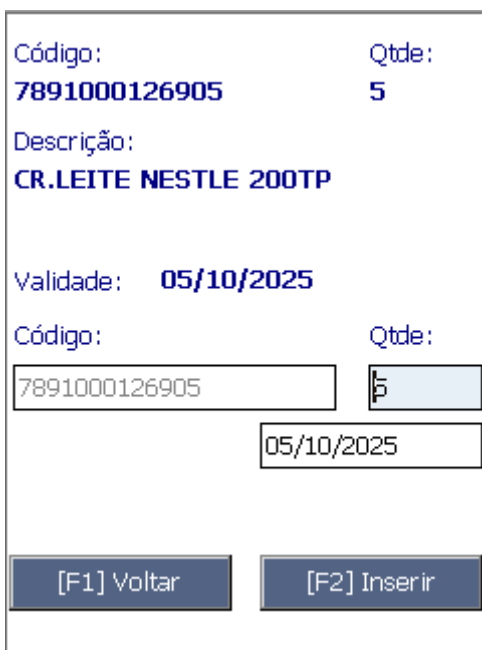 Código: Qtde:
7891000126905 5
Descrição:
CR.LEITE NESTLE 200TP
Validade: 05/10/2025
Código: Qtde:
7891000126905 5
05/10/2025
[F1] Voltar [F2] Inserir